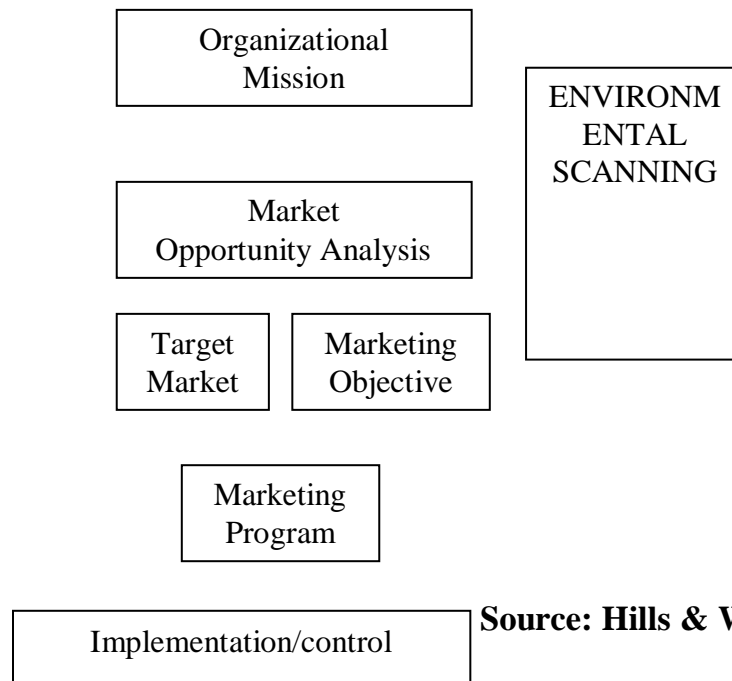 Organizational
Mission
ENVIRONM
ENTAL
SCANNING
Market
Opportunity Analysis
Target
Market
Marketing
Objective
Marketing
Program
Implementation/control
Source: Hills &